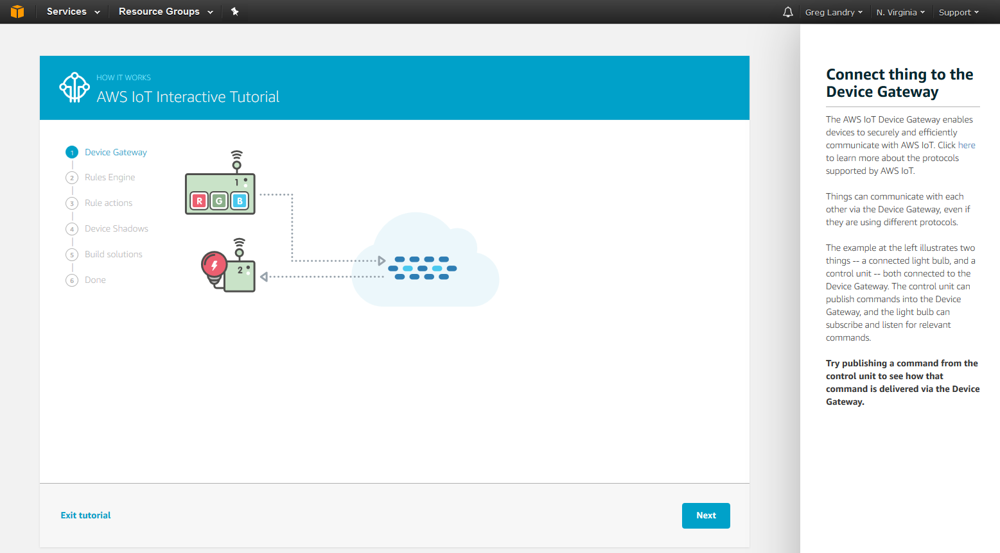 Services
Resource Groups
Greg Landry
N. Virginia
Support
HOW IT WORKS
AWS IoT Interactive Tutorial
1 Device Gateway
2 Rules Engine
3 Rule actions
4 Device Shadows
5 Build solutions
6 Done
1
R G B
2
Exit tutorial
Next
Connect thing to the
Device Gateway
The AWS IoT Device Gateway enables
devices to securely and efficiently
communicate with AWS IoT. Click here
to learn more about the protocols
supported by AWS IoT.
Things can communicate with each
other via the Device Gateway, even if
they are using different protocols.
The example at the left illustrates two
things -- a connected light bulb, and a
control unit -- both connected to the
Device Gateway. The control unit can
publish commands into the Device
Gateway, and the light bulb can
subscribe and listen for relevant
commands.
Try publishing a command from the
control unit to see how that
command is delivered via the Device
Gateway.